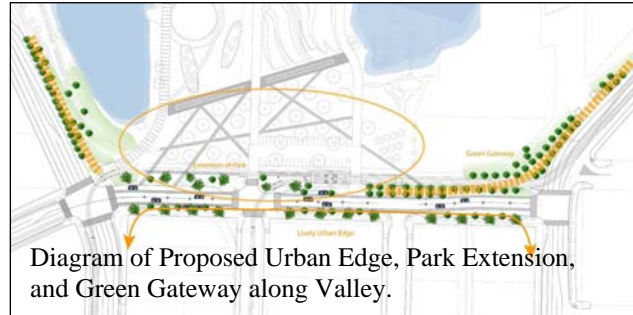 Extention of Park
Green Gateway
Lively Urban Edge
Diagram of Proposed Urban Edge, Park Extension,
and Green Gateway along Valley.